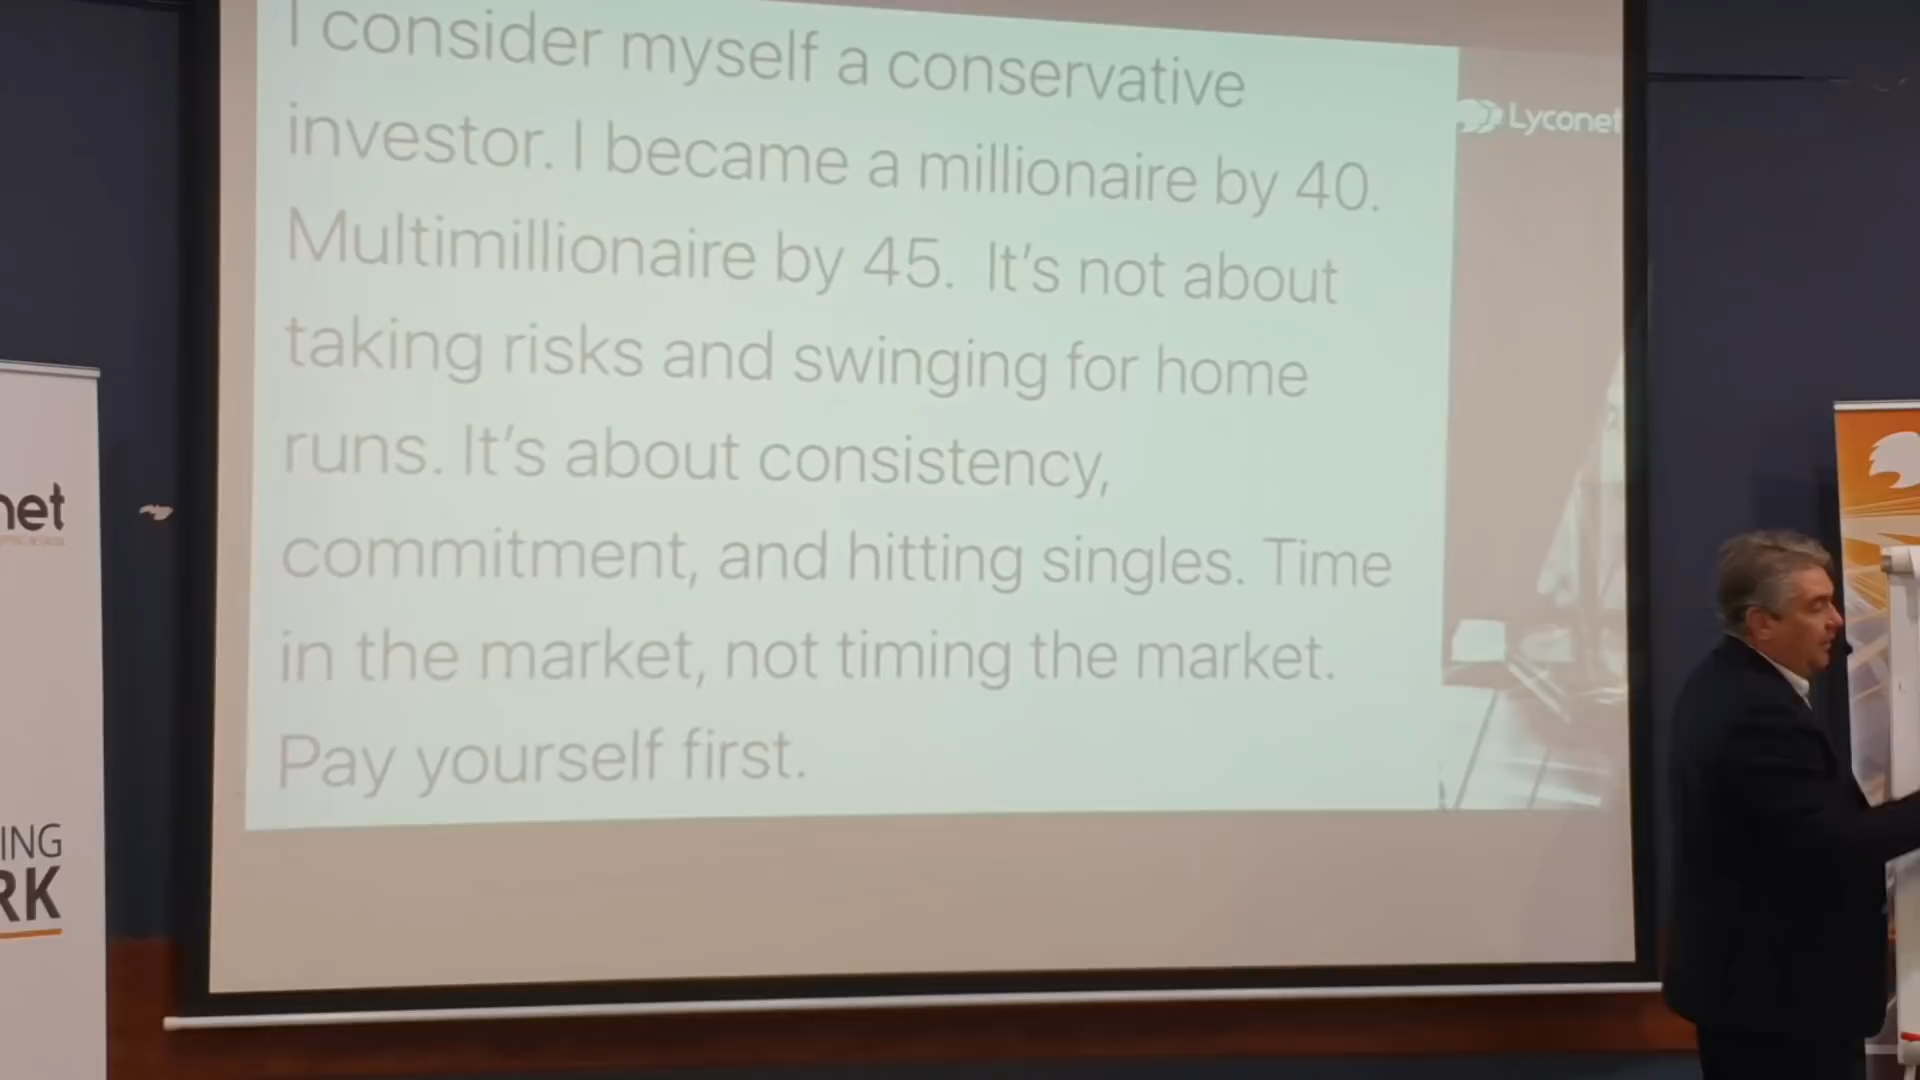 I consider myself a conservative
investor. I became a millionaire by 40.
Multimillionaire by 45. It's not about
taking risks and swinging for home
runs. It's about consistency,
commitment, and hitting singles. Time
in the market, not timing the market.
Pay yourself first.
Lyconet
net
ING
RK